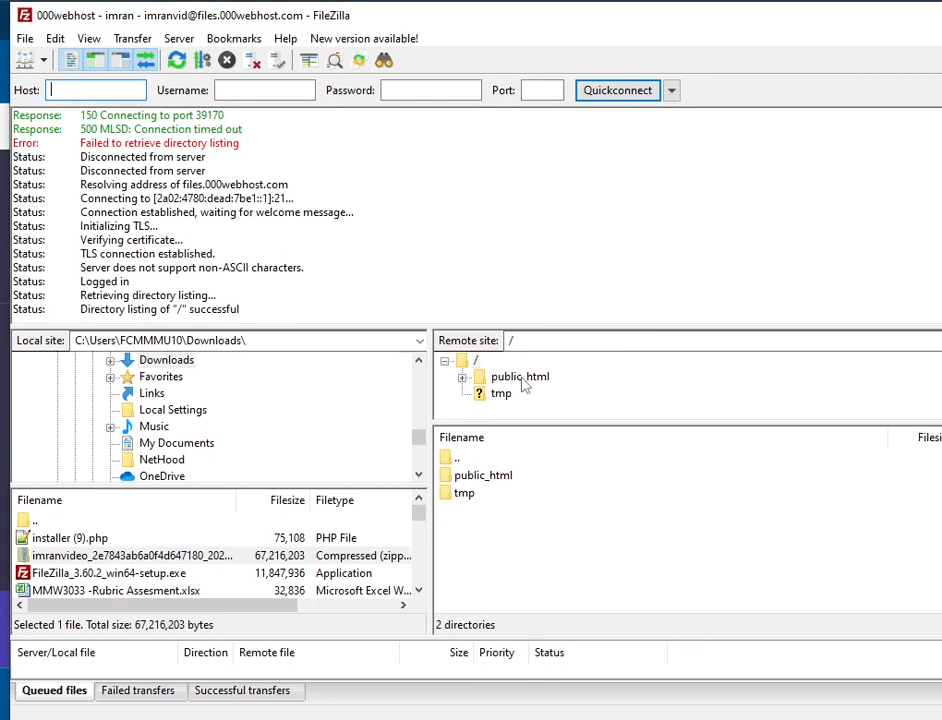 000webhost - imran - imranvid@files.000webhost.com - FileZilla
File Edit View Transfer Server Bookmarks Help New version available!
Host: Username: Password: Port: Quickconnect
Response: 150 Connecting to port 39170
Response: 500 MLSD: Connection timed out
Error: Failed to retrieve directory listing
Status: Disconnected from server
Status: Disconnected from server
Status: Resolving address of files.000webhost.com
Status: Connecting to [2a02:4780:dead:7be1::1]:21...
Status: Connection established, waiting for welcome message...
Status: Initializing TLS...
Status: Verifying certificate...
Status: TLS connection established.
Status: Server does not support non-ASCII characters.
Status: Logged in
Status: Retrieving directory listing...
Status: Directory listing of "/" successful
Local site: C:\Users\FCMMMU10\Downloads\
Downloads
Favorites
Links
Local Settings
Music
My Documents
NetHood
OneDrive
Filename Filesize Filetype
..
installer (9).php 75,108 PHP File
imranvideo_2e7843ab6a0f4d647180_202... 67,216,203 Compressed (zipp...
FileZilla_3.60.2_win64-setup.exe 11,847,936 Application
MMW3033 -Rubric Assesment.xlsx 32,836 Microsoft Excel W...
Selected 1 file. Total size: 67,216,203 bytes
Remote site: /
/
public_html
? tmp
Filename Filesi
..
public_html
tmp
2 directories
Server/Local file Direction Remote file Size Priority Status
Queued files Failed transfers Successful transfers